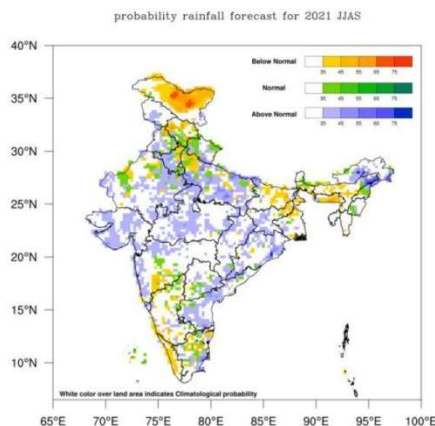 probability rainfall forecast for 2021 JJAS
40°N
35°N
30°N
25°N
20°N
15°N
10°N
Below Normal
35 45 55 65 75
Normal
35 45 55 65 75
Above Normal
35 45 55 65 75
White color over land area indicates Climatological probability
65°E 70°E 75°E 80°E 85°E 90°E 95°E 100°E